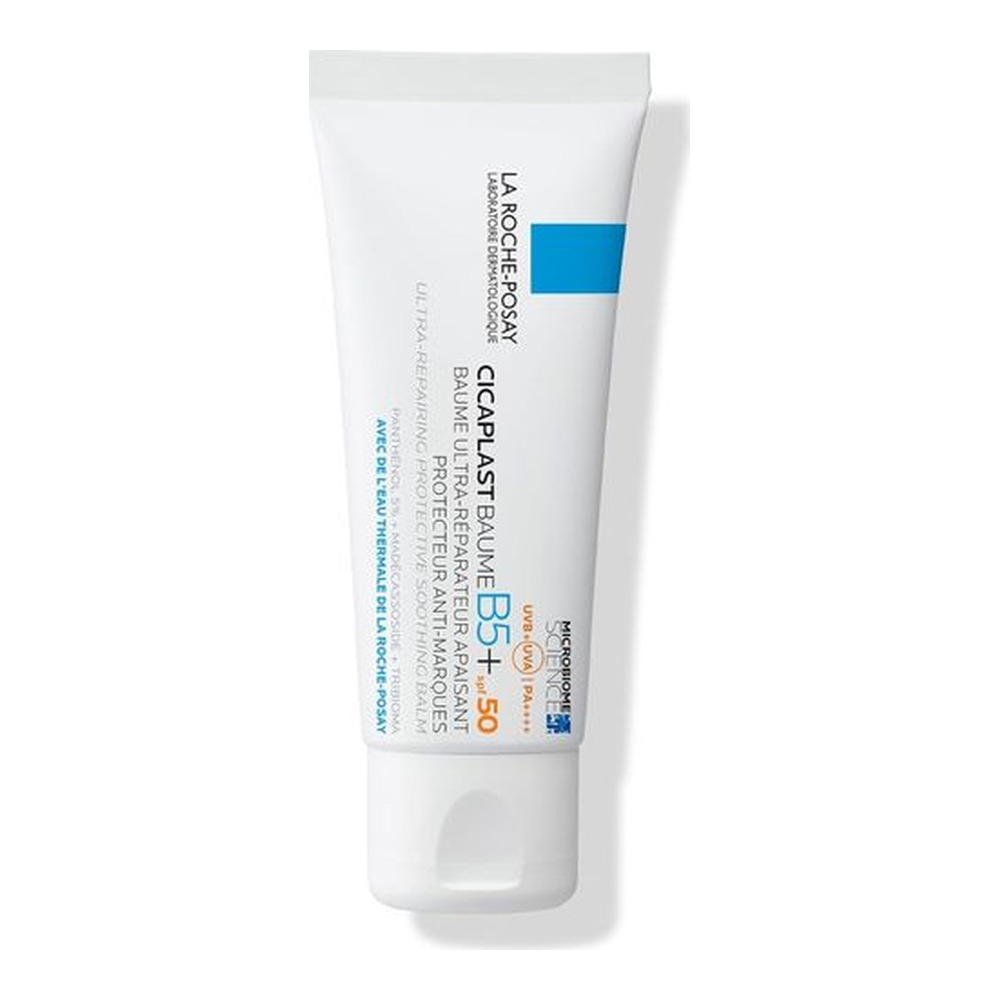 LA ROCHE-POSAY
LABORATOIRE DERMATOLOGIQUE
CICAPLAST BAUME B5+ spf 50
BAUME ULTRA-RÉPARATEUR APAISANT
PROTECTEUR ANTI-MARQUES
ULTRA-REPAIRING PROTECTIVE SOOTHING BALM
PANTHENOL 5% + MADECASSOSIDE + TRIBIOMA
AVEC DE L'EAU THERMALE DE LA ROCHE-POSAY
MICROBIOME
SCIENCE
UVB + UVA | PA++++